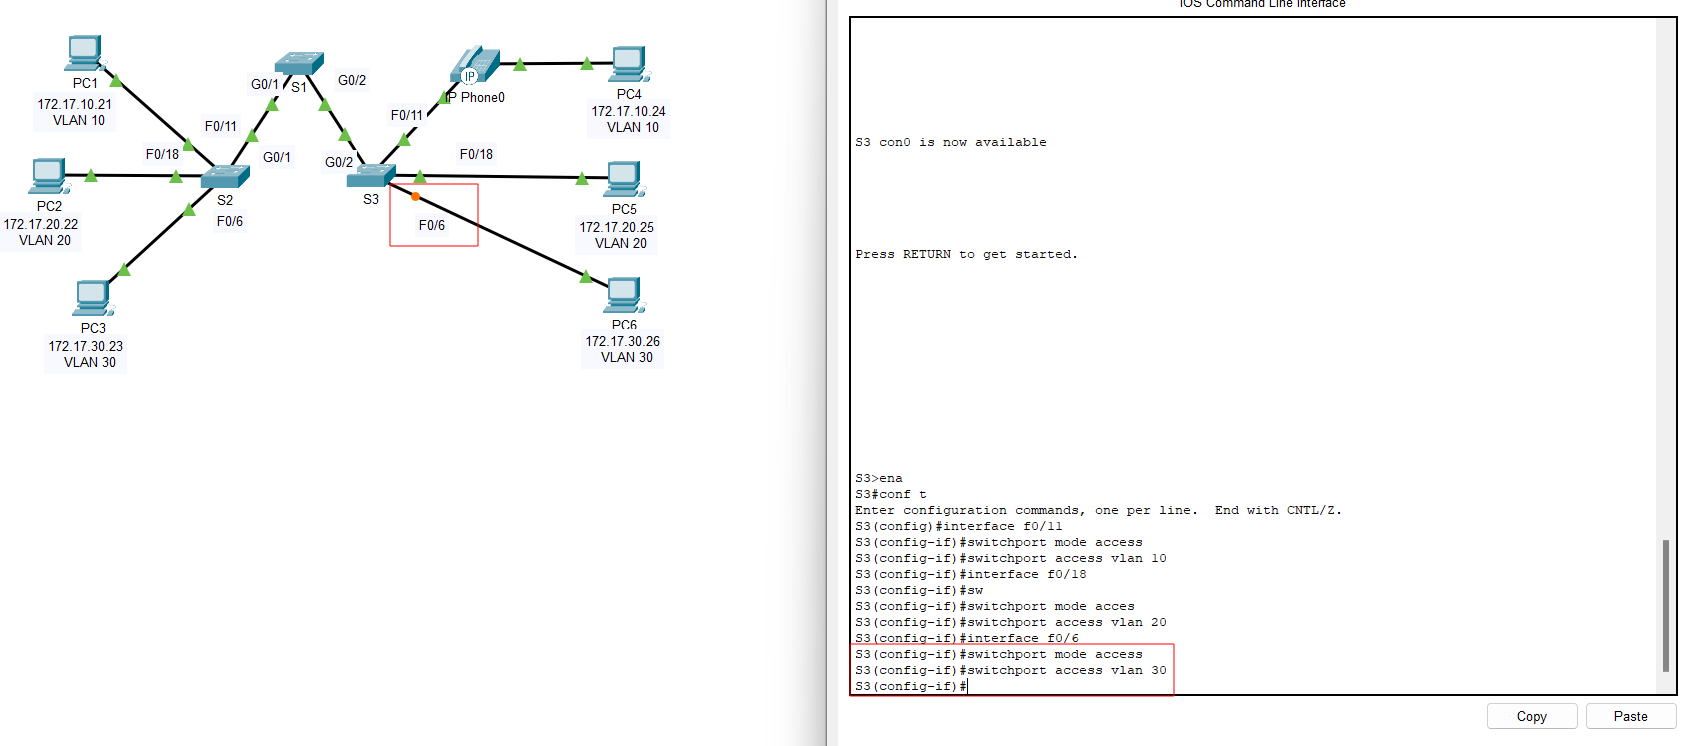 IOS Command Line Interface
PC1
172.17.10.21
VLAN 10
G0/1
S1
G0/2
IP
IP Phone0
PC4
172.17.10.24
VLAN 10
F0/11
F0/11
F0/18
G0/1
G0/2
F0/18
PC2
172.17.20.22
VLAN 20
S2
F0/6
S3
F0/6
PC5
172.17.20.25
VLAN 20
PC3
172.17.30.23
VLAN 30
PC6
172.17.30.26
VLAN 30
S3 con0 is now available
Press RETURN to get started.
S3>ena
S3#conf t
Enter configuration commands, one per line.  End with CNTL/Z.
S3(config)#interface f0/11
S3(config-if)#switchport mode access
S3(config-if)#switchport access vlan 10
S3(config-if)#interface f0/18
S3(config-if)#sw
S3(config-if)#switchport mode acces
S3(config-if)#switchport access vlan 20
S3(config-if)#interface f0/6
S3(config-if)#switchport mode access
S3(config-if)#switchport access vlan 30
S3(config-if)#
Copy
Paste